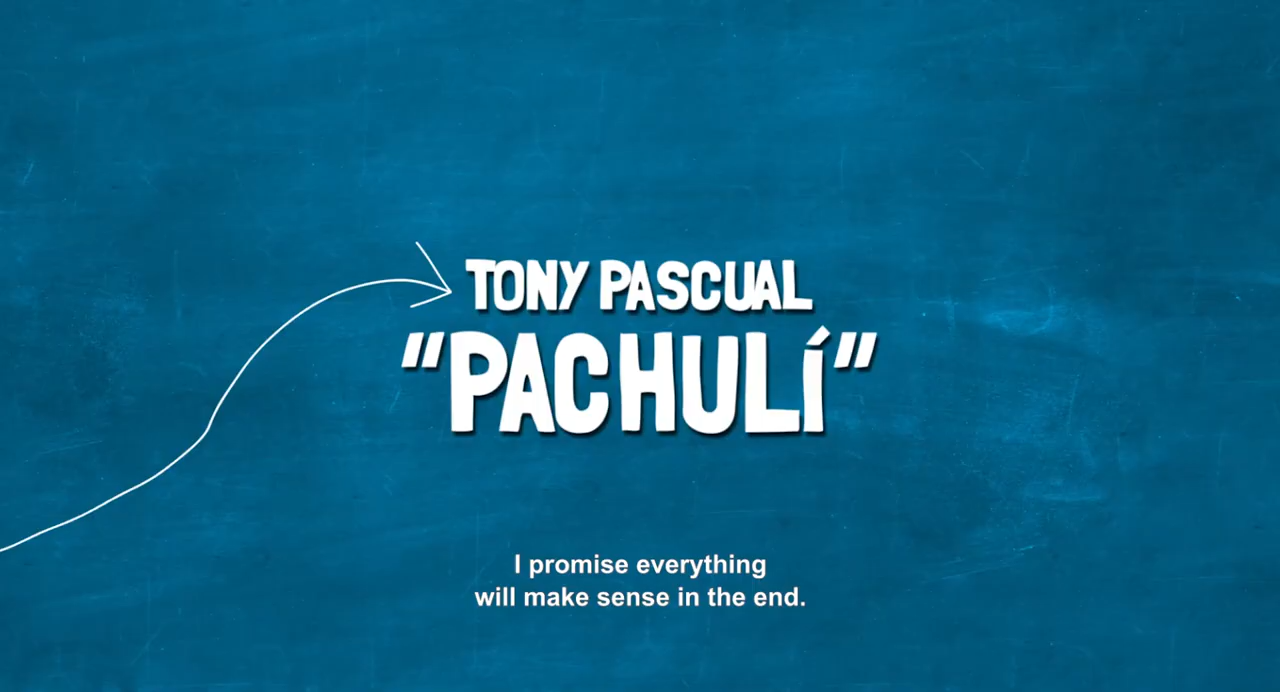 TONY PASCUAL
"PACHULÍ"
I promise everything
will make sense in the end.